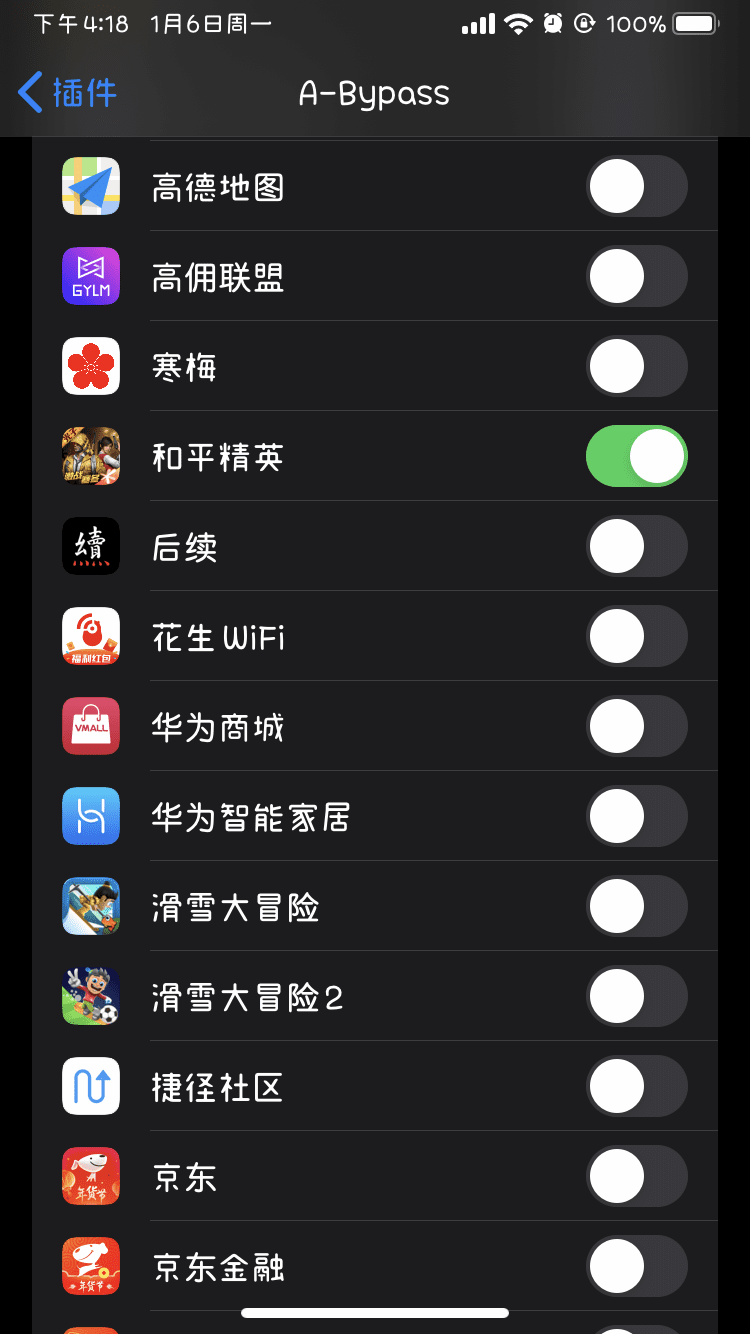 下午4:18 1月6日周一
100%
插件
A-Bypass
高德地图
GYLM
高佣联盟
寒梅
和平精英
續
后续
福利红包
花生WiFi
VMALL
华为商城
华为智能家居
滑雪大冒险
滑雪大冒险2
捷径社区
年货节
京东
年货节
京东金融